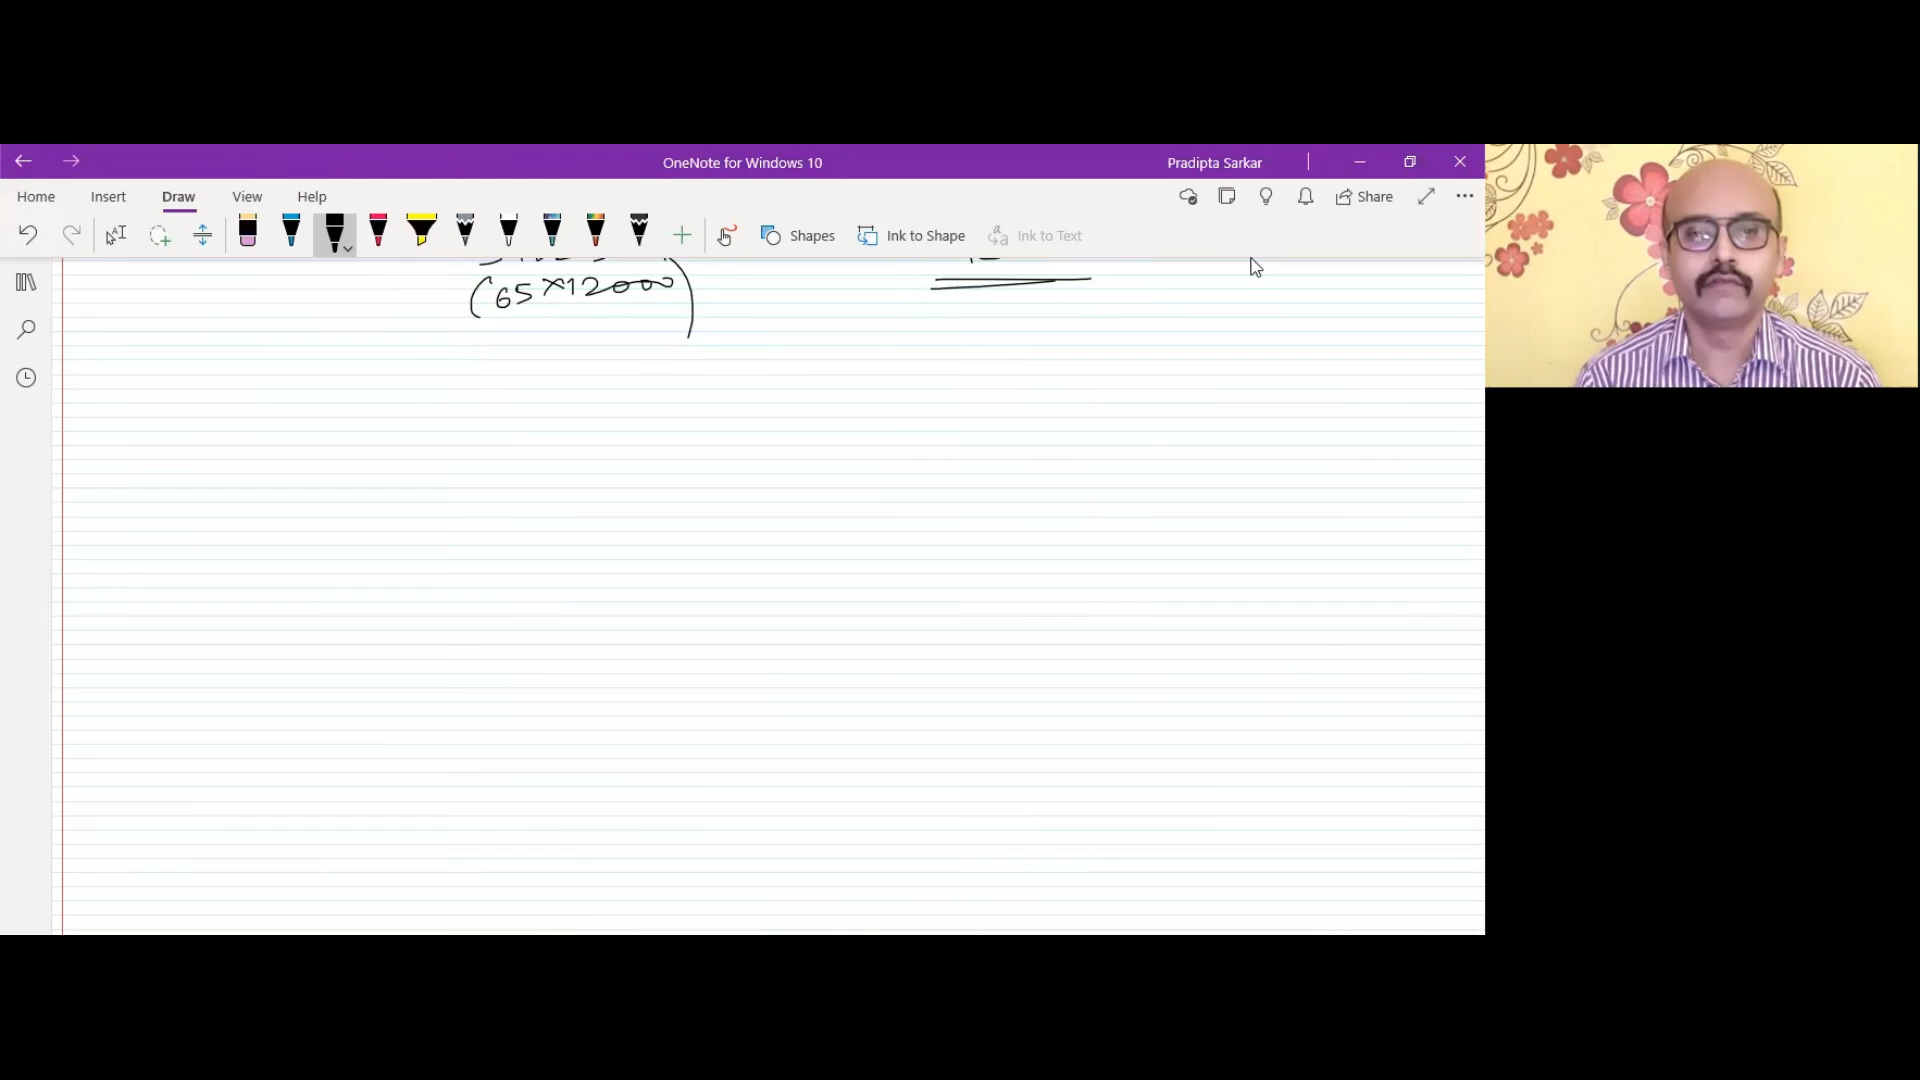 OneNote for Windows 10
Pradipta Sarkar
Home Insert Draw View Help
Share
Shapes Ink to Shape Ink to Text
(65×12000)